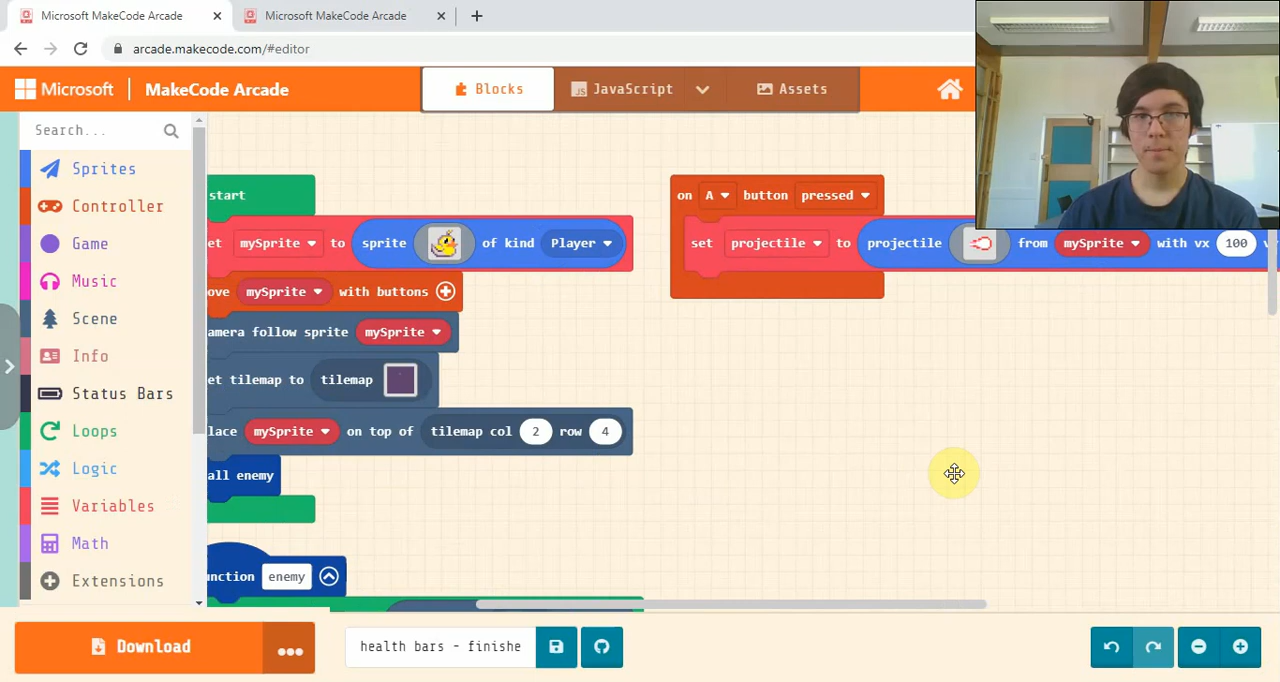 Microsoft MakeCode Arcade
Microsoft MakeCode Arcade
arcade.makecode.com/#editor
Microsoft
MakeCode Arcade
Blocks
JavaScript
Assets
Search...
Sprites
Controller
Game
Music
Scene
Info
Status Bars
Loops
Logic
Variables
Math
Extensions
start
et mySprite to sprite of kind Player
ove mySprite with buttons
amera follow sprite mySprite
et tilemap to tilemap
lace mySprite on top of tilemap col 2 row 4
all enemy
unction enemy
on A button pressed
set projectile to projectile from mySprite with vx 100 v
Download
health bars - finishe